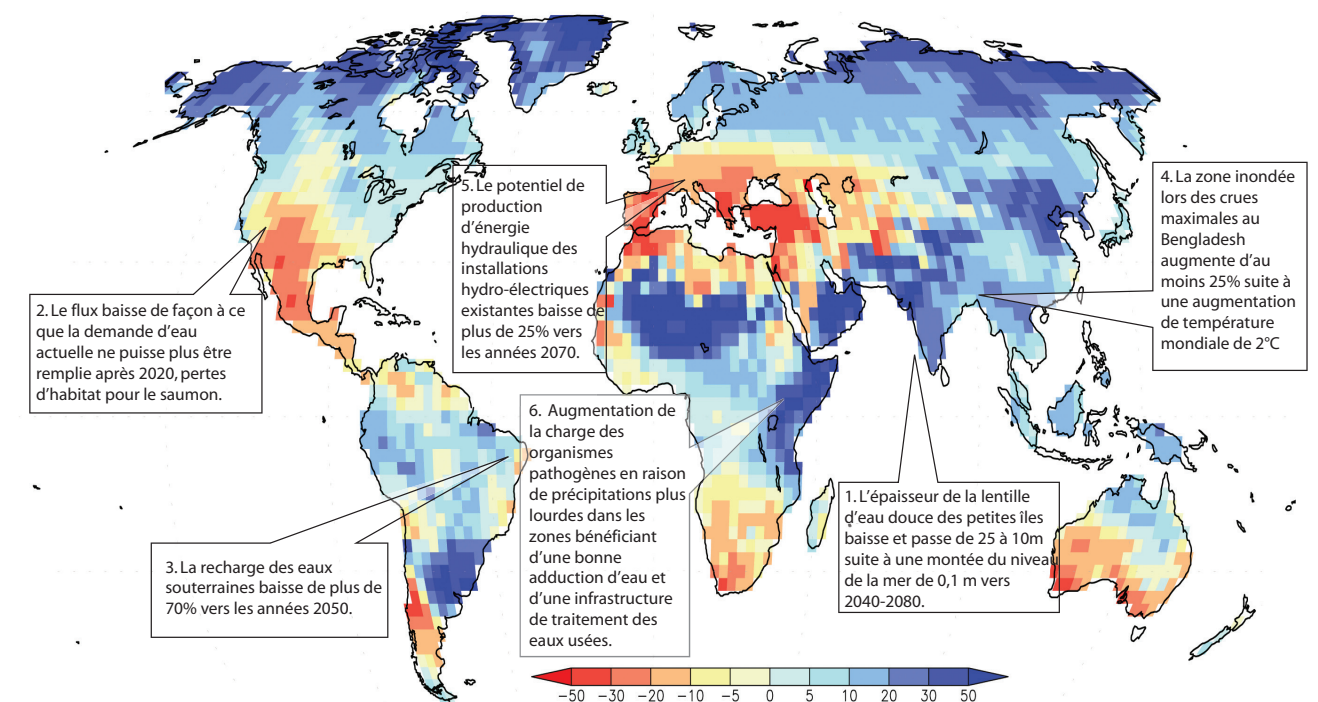 5. Le potentiel de
production
d’énergie
hydraulique des
installations
hydro-électriques
existantes baisse de
plus de 25% vers
les années 2070.
4. La zone inondée
lors des crues
maximales au
Bengladesh
augmente d’au
moins 25% suite à
une augmentation
de température
mondiale de 2°C
2. Le flux baisse de façon à ce
que la demande d’eau
actuelle ne puisse plus être
remplie après 2020, pertes
d’habitat pour le saumon.
6. Augmentation de
la charge des
organismes
pathogènes en raison
de précipitations plus
lourdes dans les
zones bénéficiant
d’une bonne
adduction d’eau et
d’une infrastructure
de traitement des
eaux usées.
1. L’épaisseur de la lentille
d’eau douce des petites îles
baisse et passe de 25 à 10m
suite à une montée du niveau
de la mer de 0,1 m vers
2040-2080.
3. La recharge des eaux
souterraines baisse de plus de
70% vers les années 2050.
−50 −30 −20 −10 −5 0 5 10 20 30 50